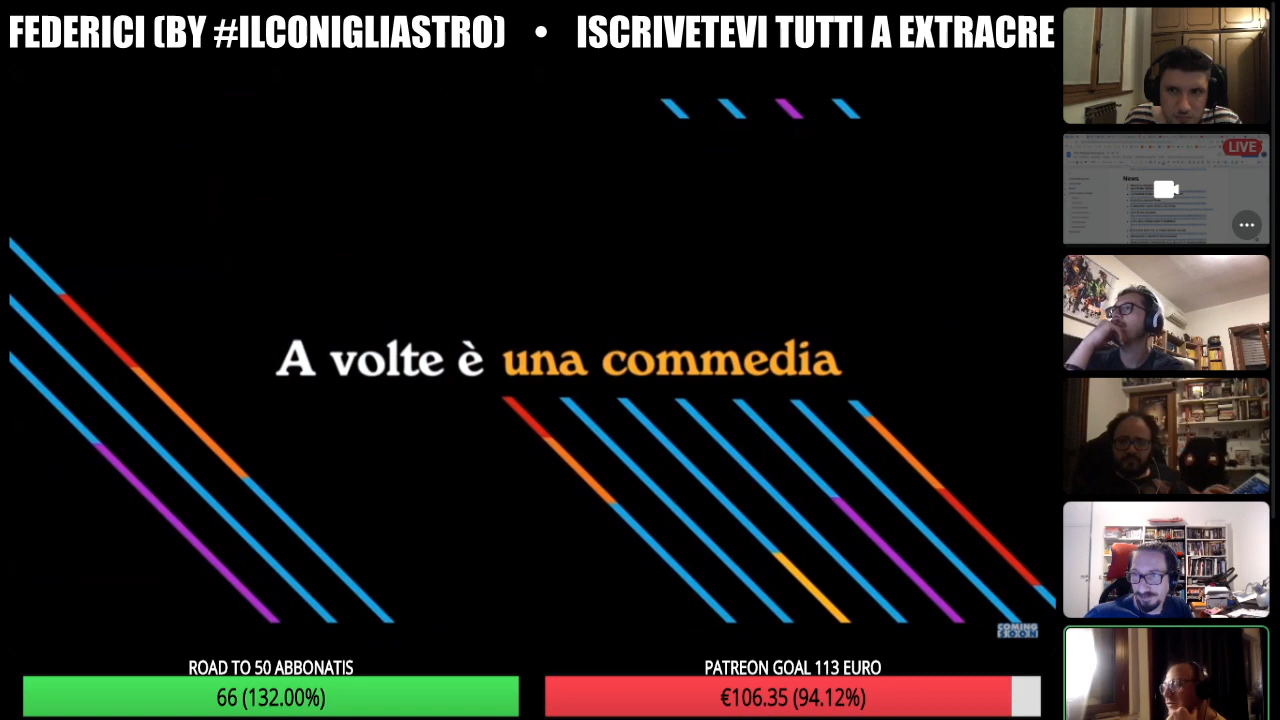 FEDERICI (BY #ILCONIGLIASTRO) • ISCRIVETEVI TUTTI A EXTRACRE
LIVE
News
A volte è una commedia
COMING SOON
ROAD TO 50 ABBONATIS
PATREON GOAL 113 EURO
66 (132.00%)
€106.35 (94.12%)